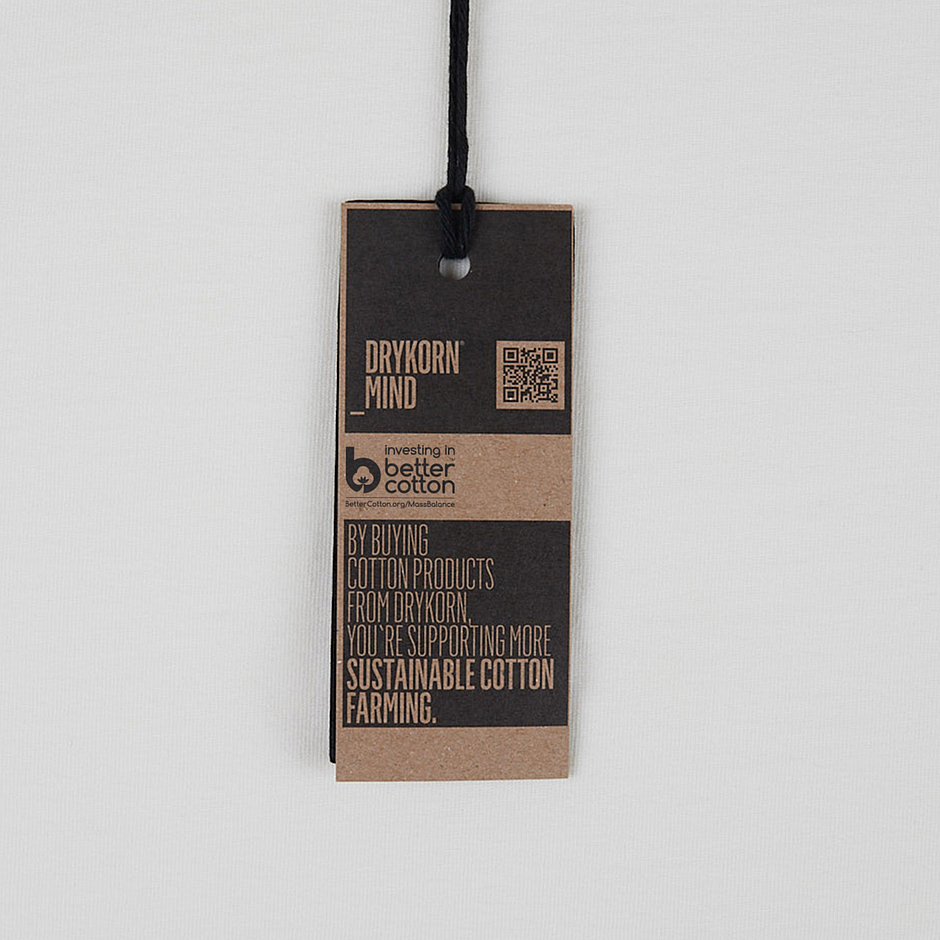 DRYKORN®
_MIND
investing in
better™
cotton
BetterCotton.org/MassBalance
BY BUYING
COTTON PRODUCTS
FROM DRYKORN,
YOU`RE SUPPORTING MORE
SUSTAINABLE COTTON
FARMING.